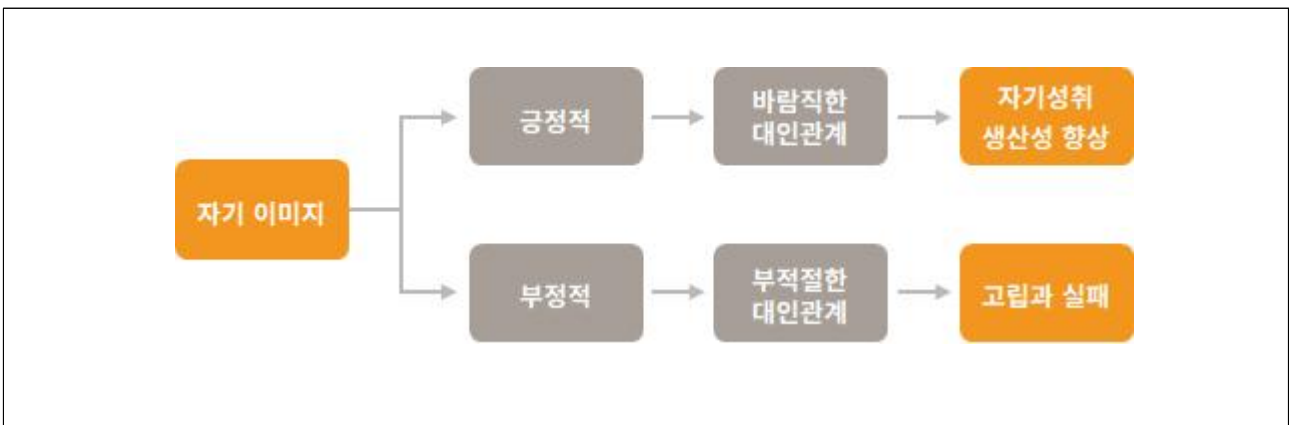 자기 이미지
긍정적
바람직한
대인관계
자기성취
생산성 향상
부정적
부적절한
대인관계
고립과 실패